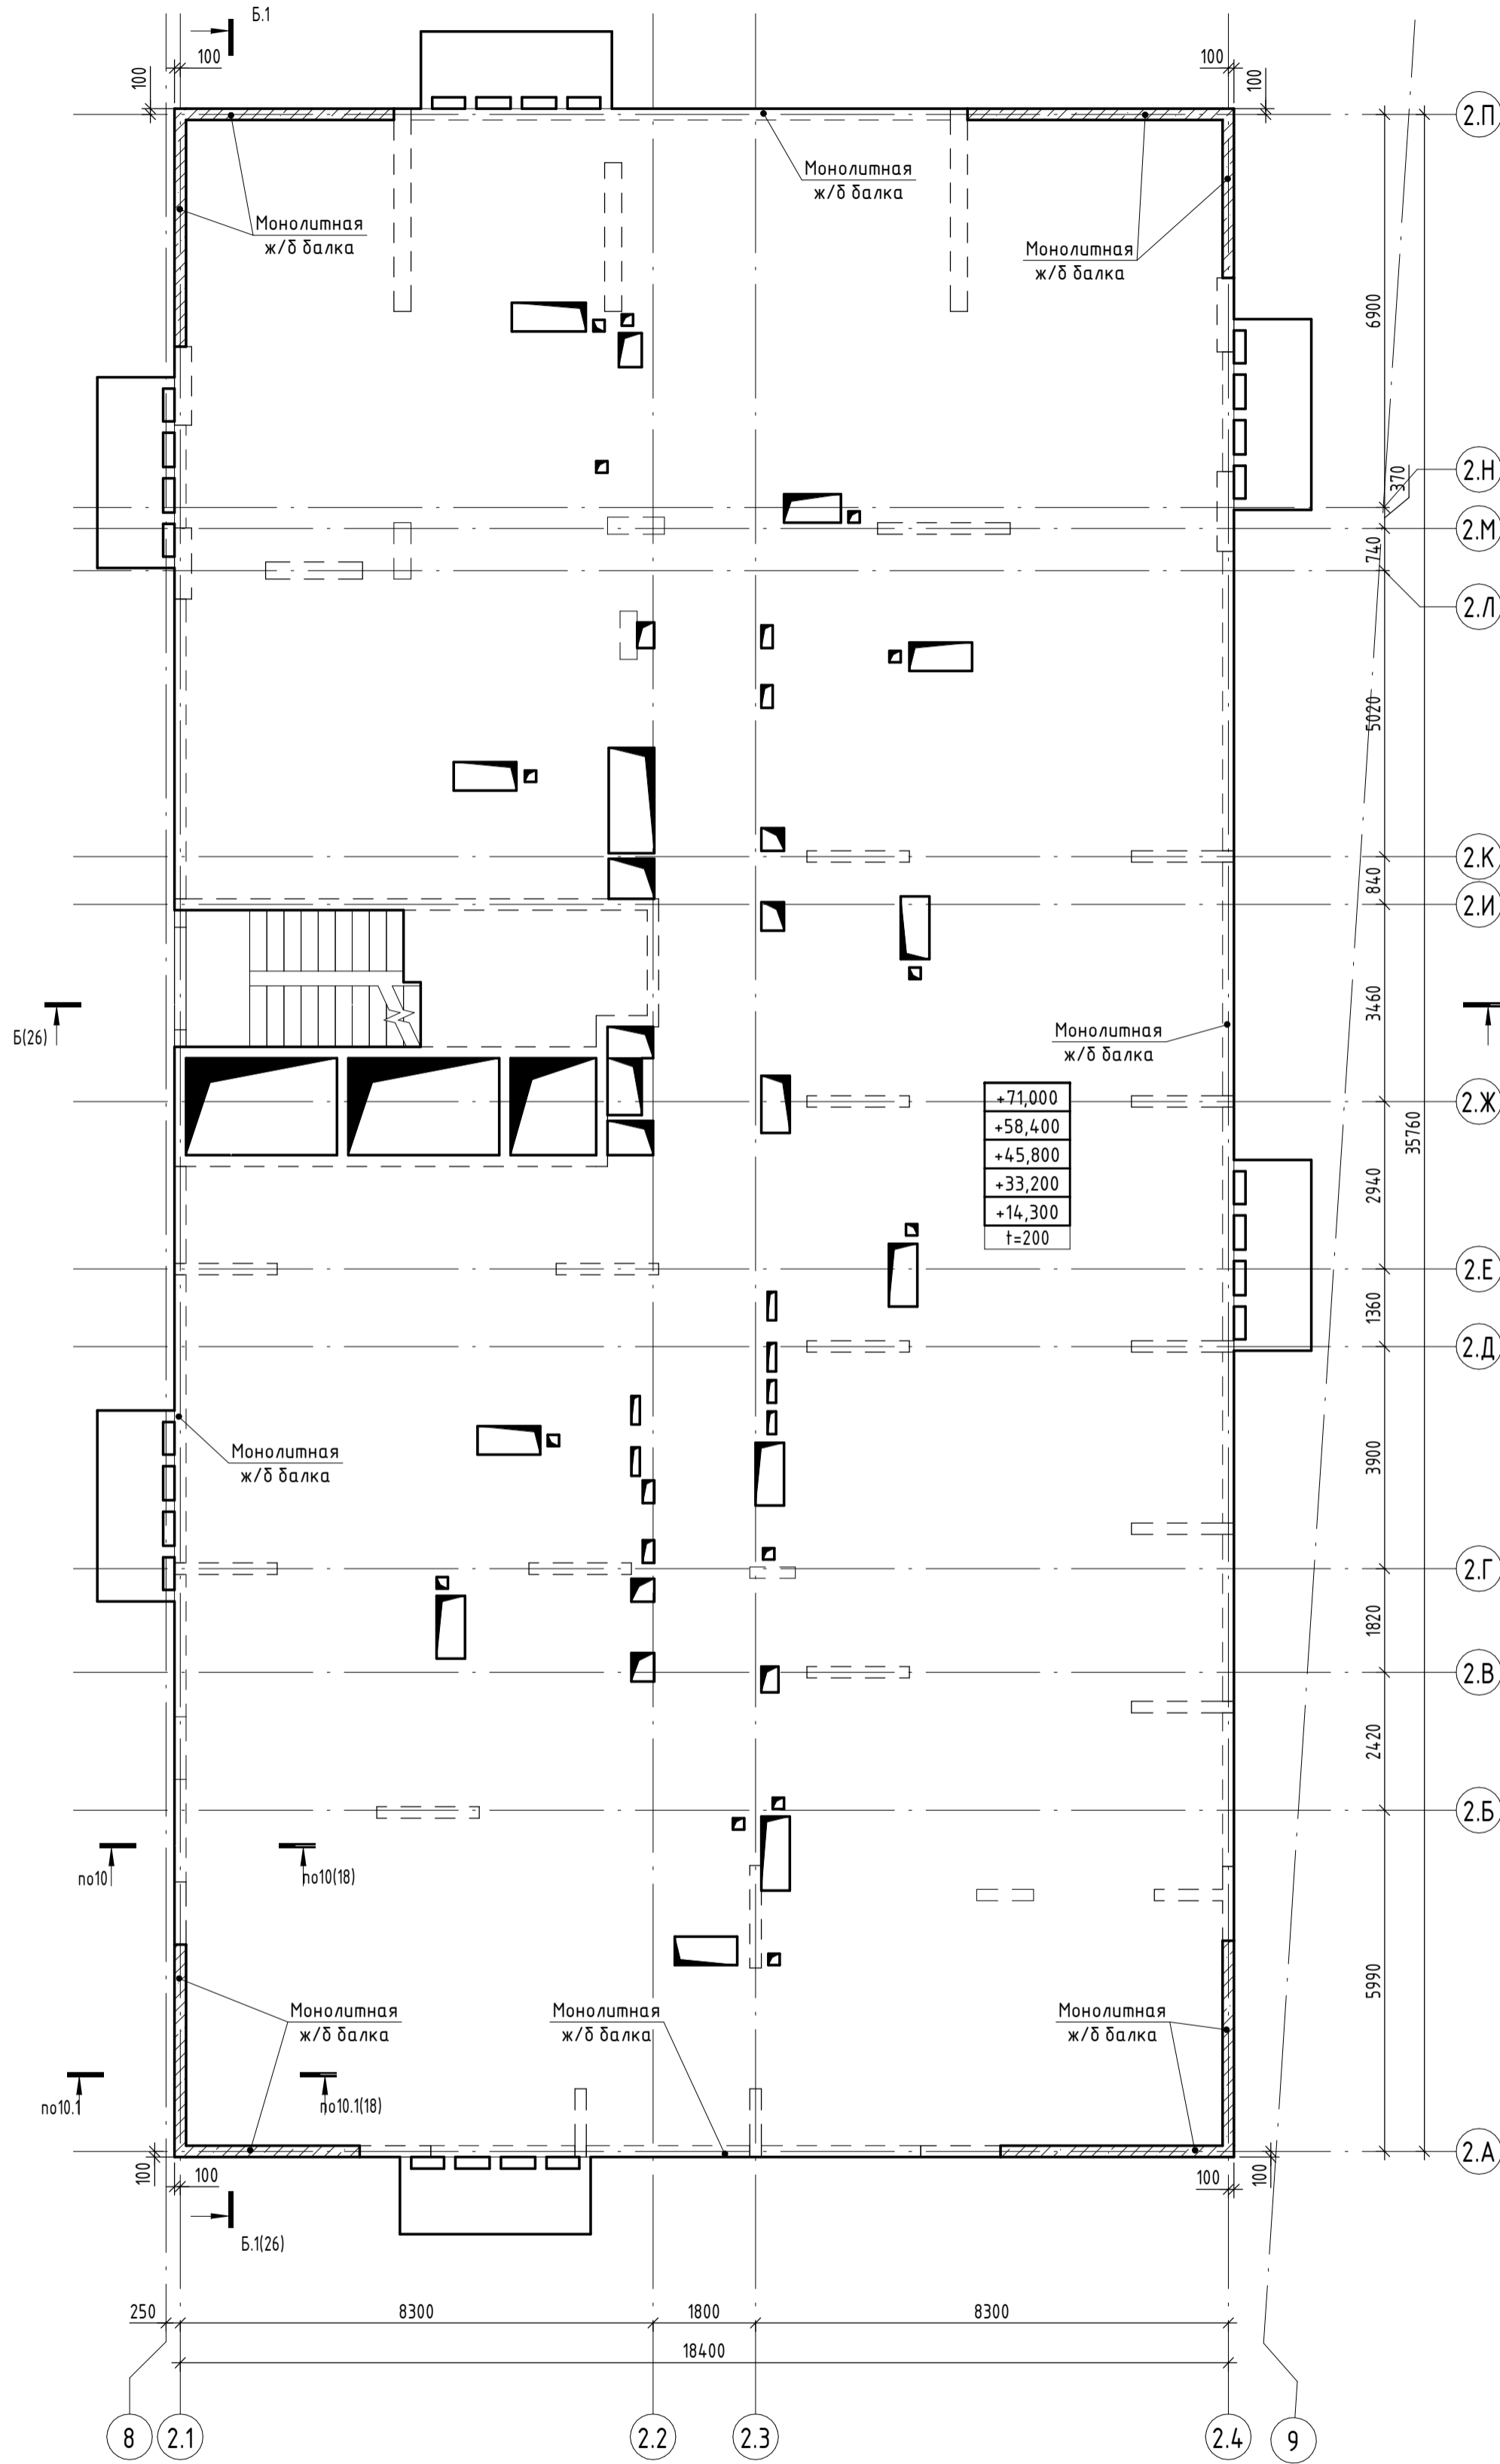 Б.1
100
100
100
100
2.П
Монолитная
ж/б балка
Монолитная
ж/б балка
Монолитная
ж/б балка
6900
2.Н
370
2.М
740
2.Л
5020
2.К
840
2.И
3460
Б(26)
Монолитная
ж/б балка
2.Ж
35760
+71,000
+58,400
+45,800
+33,200
+14,300
t=200
2940
2.Е
1360
2.Д
Монолитная
ж/б балка
3900
2.Г
1820
2.В
2420
2.Б
по10
по10(18)
5990
Монолитная
ж/б балка
Монолитная
ж/б балка
Монолитная
ж/б балка
по10.1
по10.1(18)
2.А
100
100
100
100
Б.1(26)
250
8300
1800
8300
18400
8
2.1
2.2
2.3
2.4
9